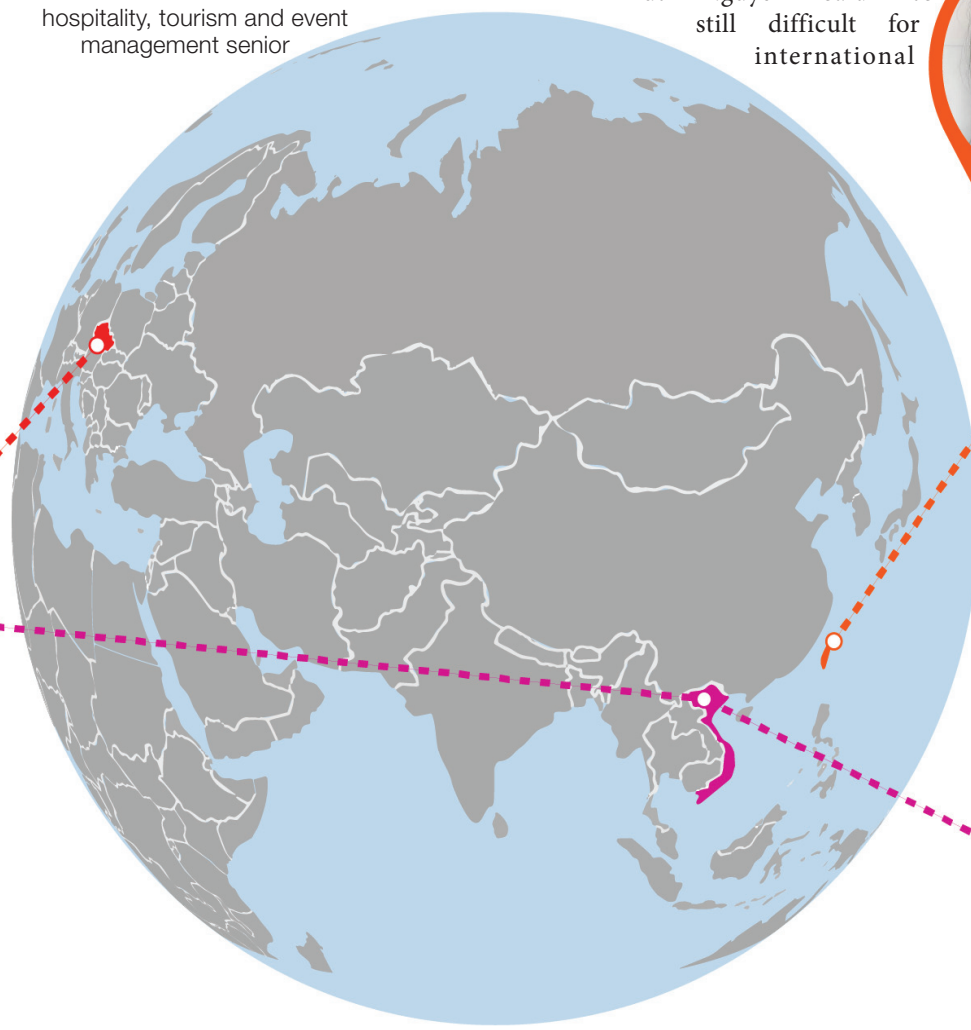 hospitality, tourism and event
management senior
still difficult for
international